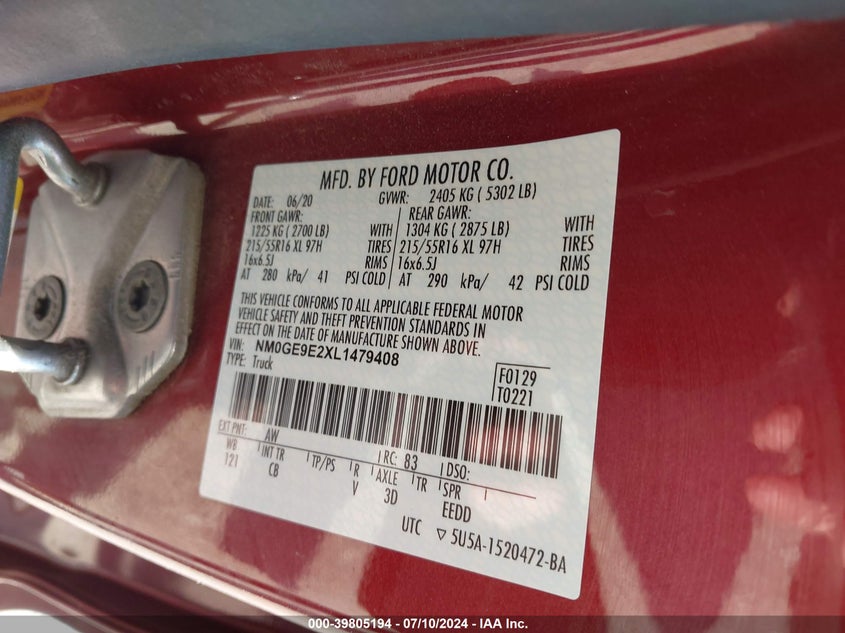 MFD. BY FORD MOTOR CO.
DATE: 06/20 GVWR: 2405 KG ( 5302 LB)
FRONT GAWR: REAR GAWR:
1225 KG ( 2700 LB) WITH 1304 KG ( 2875 LB) WITH
215/55R16 XL 97H TIRES 215/55R16 XL 97H TIRES
16x6.5J RIMS 16x6.5J RIMS
AT 280 kPa/ 41 PSI COLD AT 290 kPa/ 42 PSI COLD
THIS VEHICLE CONFORMS TO ALL APPLICABLE FEDERAL MOTOR
VEHICLE SAFETY AND THEFT PREVENTION STANDARDS IN
EFFECT ON THE DATE OF MANUFACTURE SHOWN ABOVE.
VIN: NM0GE9E2XL1479408
TYPE: Truck
F0129
T0221
EXT PNT: AW RC: 83 DSO:
WB INT TR TP/PS R AXLE TR SPR
121 CB V 3D EEDD
UTC ▽ 5U5A-1520472-BA
000-39805194 - 07/10/2024 - IAA Inc.